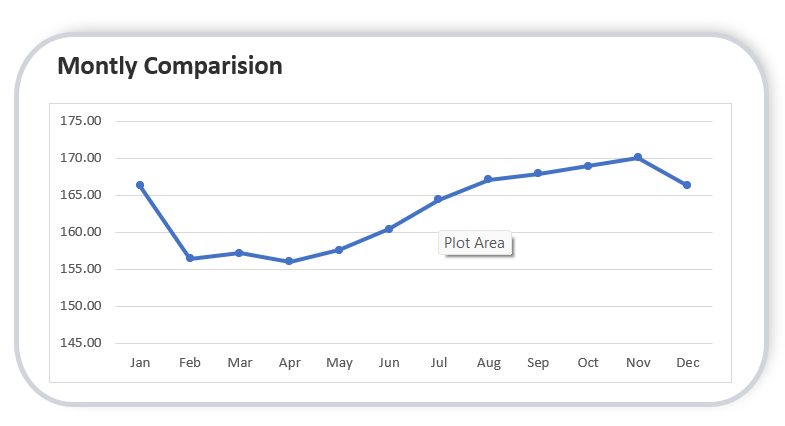 Montly Comparision
175.00
170.00
165.00
160.00
Plot Area
155.00
150.00
145.00
Jan Feb Mar Apr May Jun Jul Aug Sep Oct Nov Dec